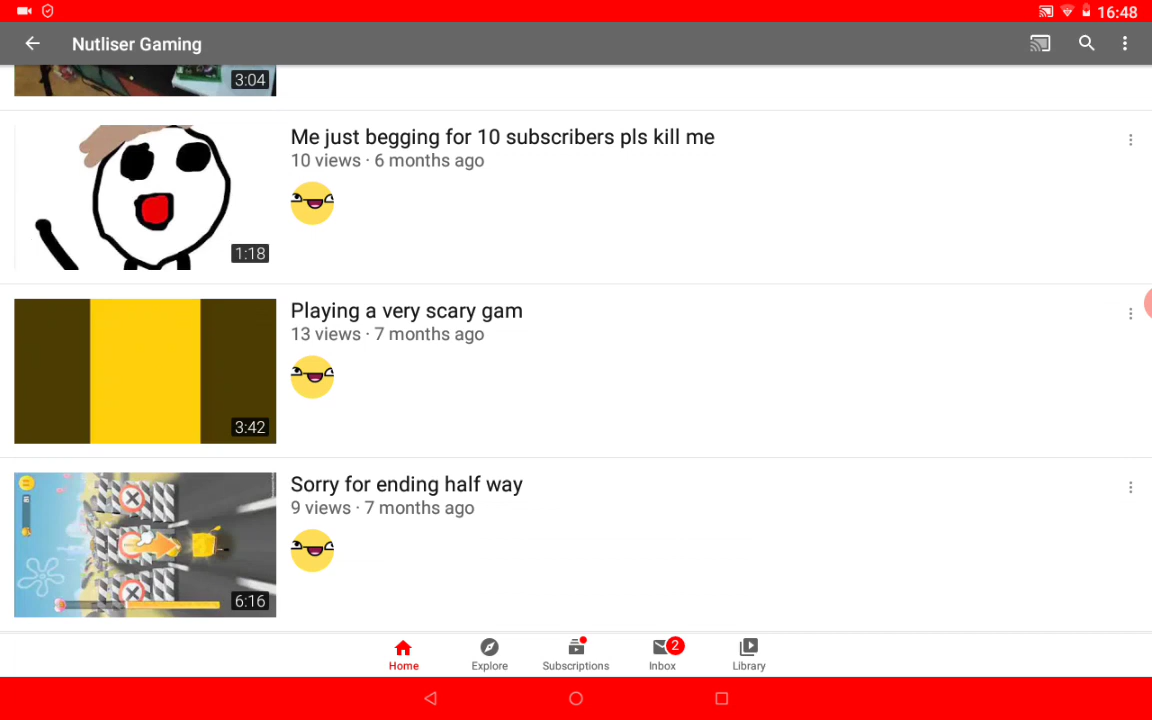 16:48
Nutliser Gaming
3:04
Me just begging for 10 subscribers pls kill me
10 views · 6 months ago
1:18
Playing a very scary gam
13 views · 7 months ago
3:42
Sorry for ending half way
9 views · 7 months ago
6:16
Home
Explore
Subscriptions
2
Inbox
Library